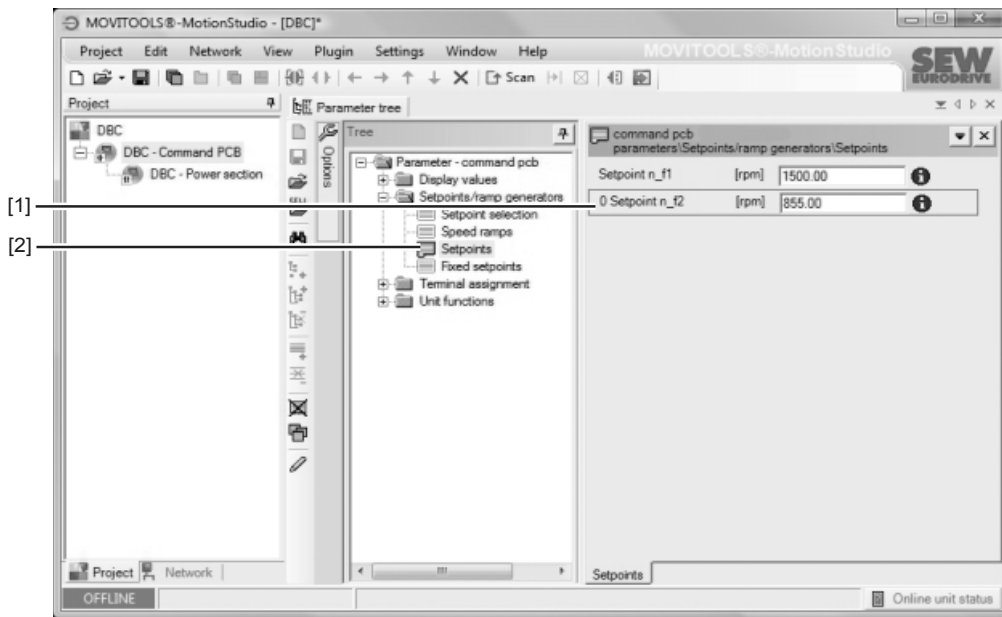 MOVITOOLS®-MotionStudio - [DBC]*
Project Edit Network View Plugin Settings Window Help
MOVITOOLS®-MotionStudio
SEW
EURODRIVE
Scan
Project
Parameter tree
DBC
DBC - Command PCB
DBC - Power section
Options
Tree
Parameter - command pcb
Display values
Setpoints/ramp generators
Setpoint selection
Speed ramps
Setpoints
Fixed setpoints
Terminal assignment
Unit functions
command pcb
parameters\Setpoints/ramp generators\Setpoints
Setpoint n_f1 [rpm] 1500.00
0 Setpoint n_f2 [rpm] 855.00
[1]
[2]
Project Network
Setpoints
OFFLINE
Online unit status